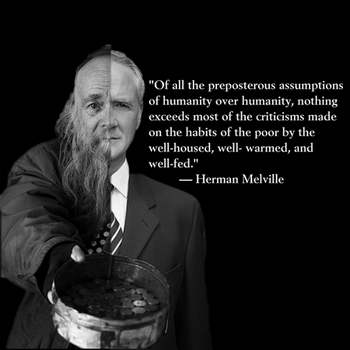 "Of all the preposterous assumptions
of humanity over humanity, nothing
exceeds most of the criticisms made
on the habits of the poor by the
well-housed, well- warmed, and
well-fed."
— Herman Melville